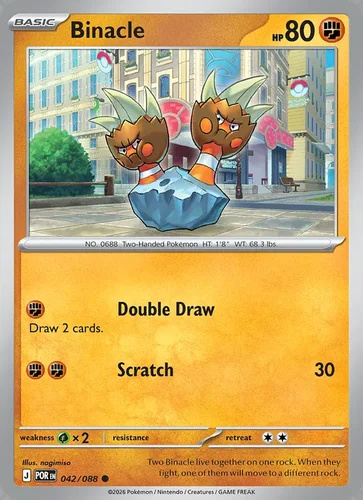 BASIC
Binacle
HP 80
NO. 0688 Two-Handed Pokémon HT: 1'8" WT: 68.3 lbs.
Double Draw
Draw 2 cards.
Scratch 30
weakness × 2 resistance retreat
Illus. nagimiso
J POR EN 042/088
Two Binacle live together on one rock. When they
fight, one of them will move to a different rock.
©2026 Pokémon / Nintendo / Creatures / GAME FREAK